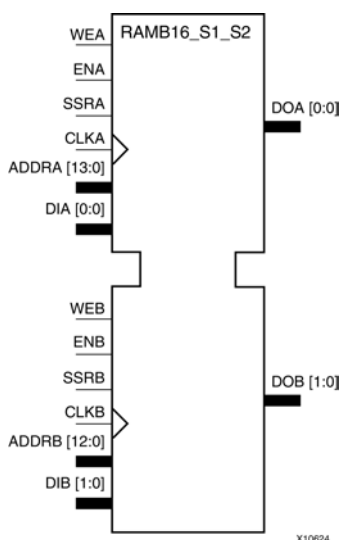 RAMB16_S1_S2
WEA
ENA
SSRA
CLKA
ADDRA [13:0]
DIA [0:0]
DOA [0:0]
WEB
ENB
SSRB
CLKB
ADDRB [12:0]
DIB [1:0]
DOB [1:0]
X10624